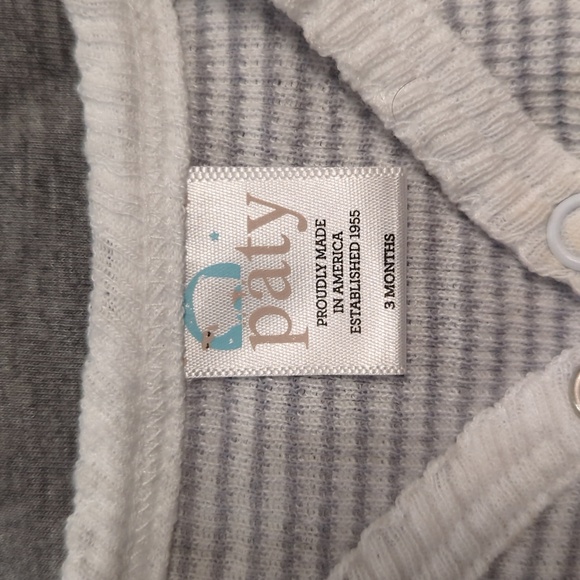 paty
PROUDLY MADE
IN AMERICA
ESTABLISHED 1955
3 MONTHS